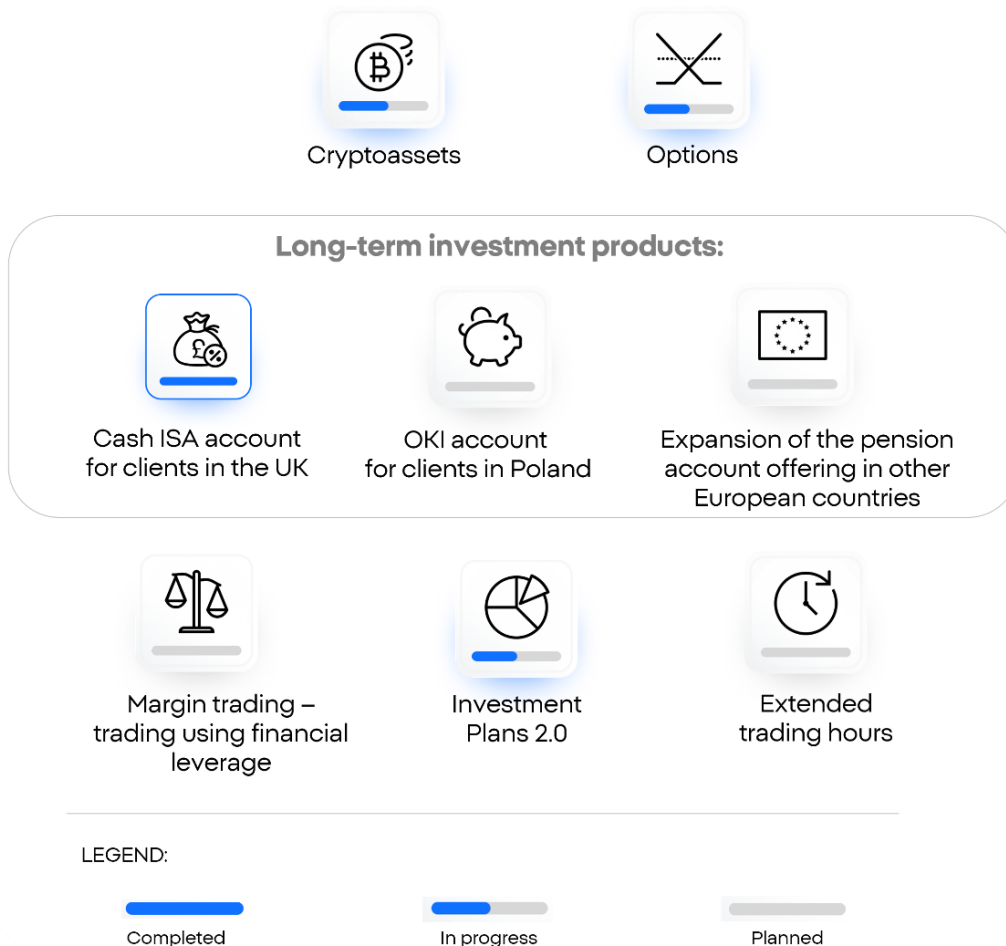 Cryptoassets
Options
Long-term investment products:
Cash ISA account
for clients in the UK
OKI account
for clients in Poland
Expansion of the pension
account offering in other
European countries
Margin trading –
trading using financial
leverage
Investment
Plans 2.0
Extended
trading hours
LEGEND:
Completed
In progress
Planned